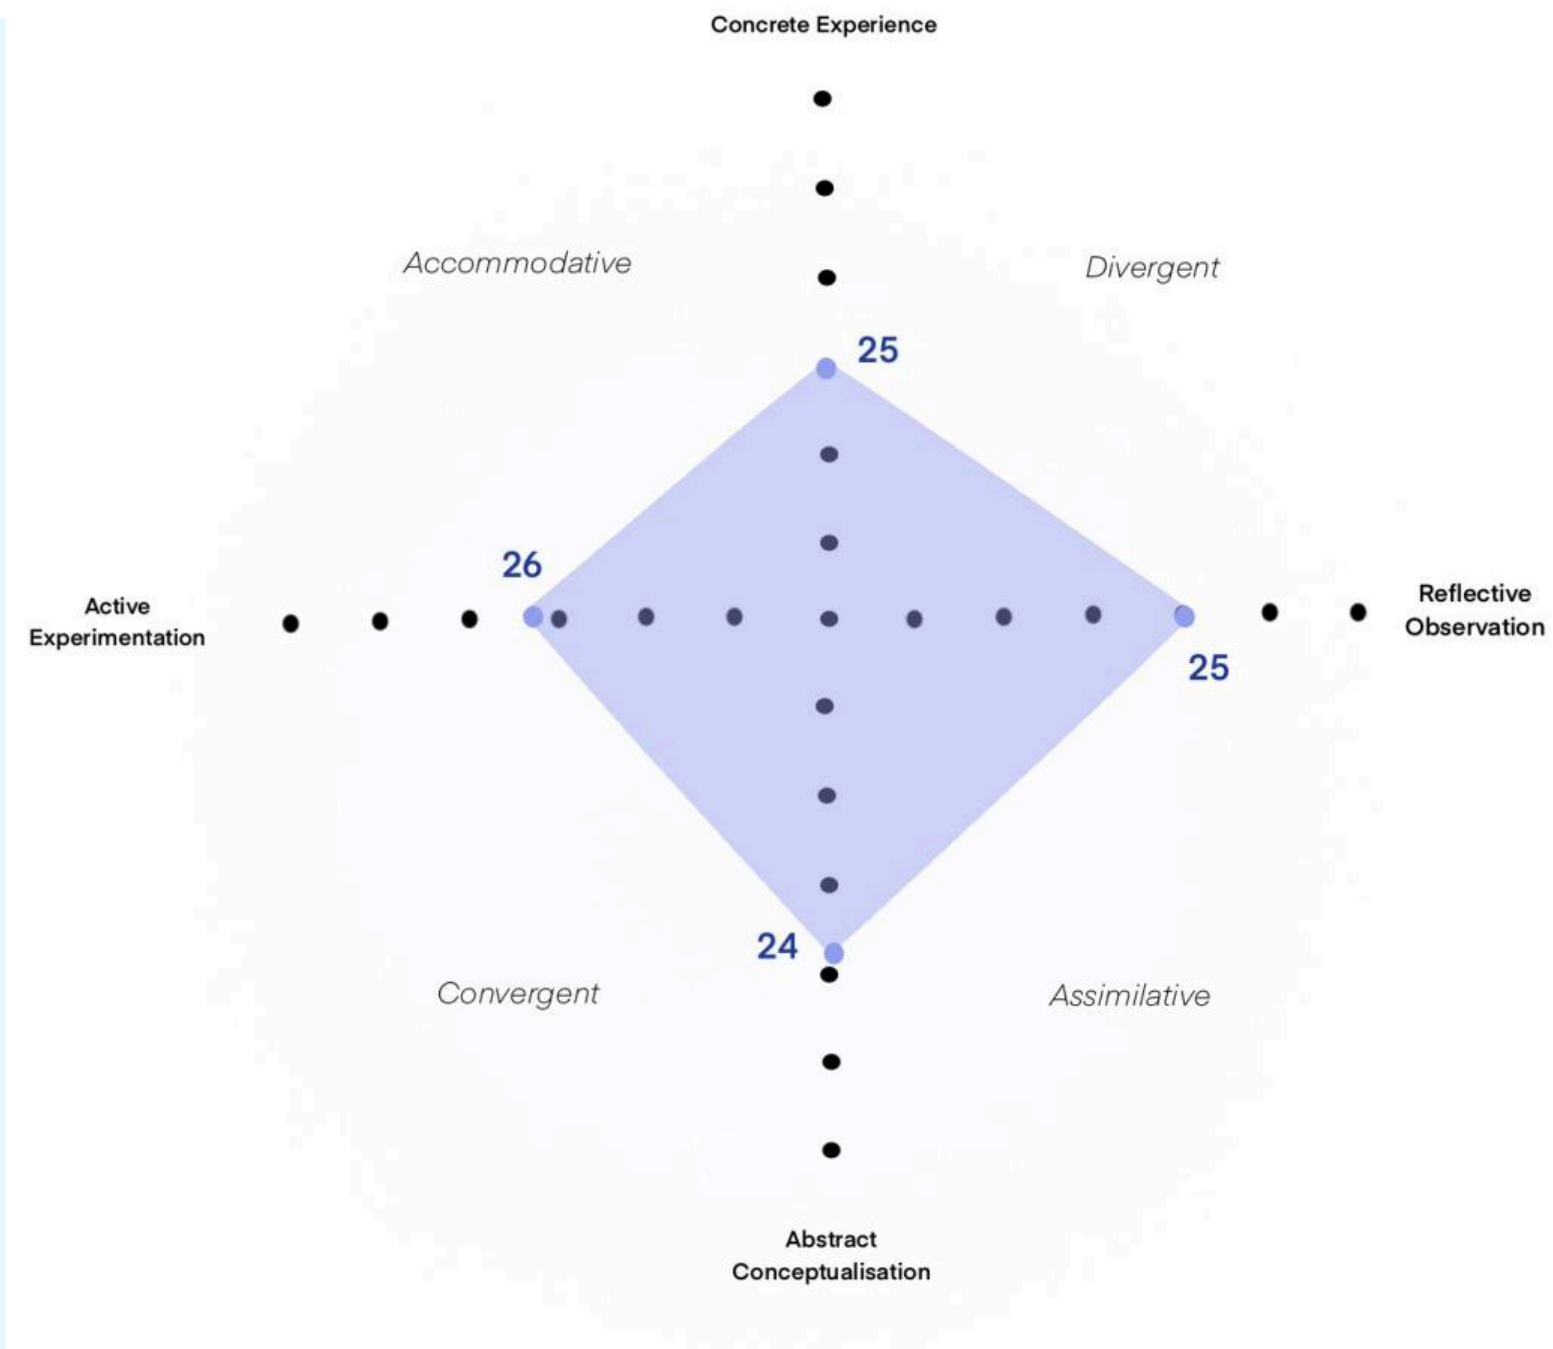 Concrete Experience
Accommodative
Divergent
25
26
Active
Experimentation
Reflective
Observation
25
24
Convergent
Assimilative
Abstract
Conceptualisation